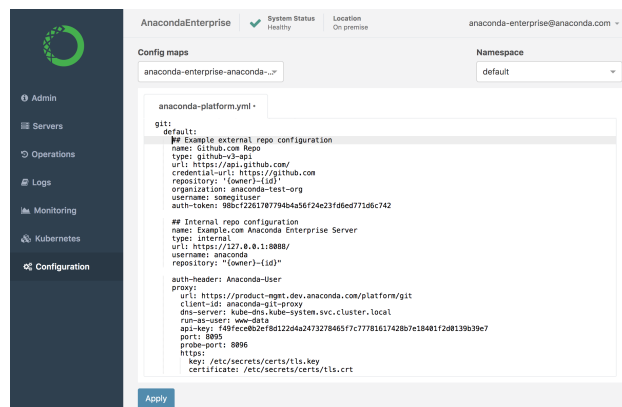 AnacondaEnterprise
System Status
Healthy
Location
On premise
anaconda-enterprise@anaconda.com
Config maps
Namespace
anaconda-enterprise-anaconda-...
default
Admin
Servers
Operations
Logs
Monitoring
Kubernetes
Configuration
anaconda-platform.yml •
git:
default:
## Example external repo configuration
name: Github.com Repo
type: github-v3-api
url: https://api.github.com/
credential-url: https://github.com
repository: '{owner}-{id}'
organization: anaconda-test-org
username: somegituser
auth-token: 98bcf2261707794b4a56f24e23fd6ed771d6c742
## Internal repo configuration
name: Example.com Anaconda Enterprise Server
type: internal
url: https://127.0.0.1:8088/
username: anaconda
repository: "{owner}-{id}"
auth-header: Anaconda-User
proxy:
url: https://product-mgmt.dev.anaconda.com/platform/git
client-id: anaconda-git-proxy
dns-server: kube-dns.kube-system.svc.cluster.local
run-as-user: www-data
api-key: f49fece0b2ef8d122d4a2473278465f7c77781617428b7e18401f2d0139b39e7
port: 8095
probe-port: 8096
https:
key: /etc/secrets/certs/tls.key
certificate: /etc/secrets/certs/tls.crt
Apply